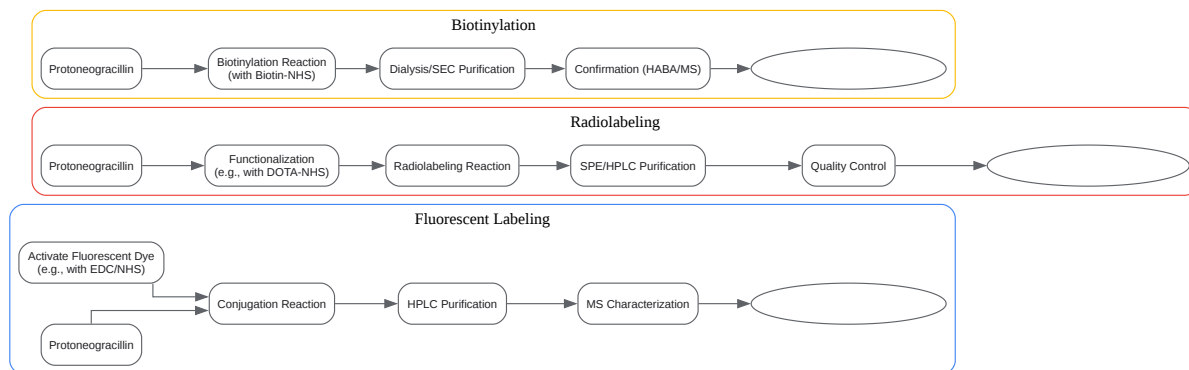 Biotinylation
Protoneogracillin
Biotinylation Reaction
(with Biotin-NHS)
Dialysis/SEC Purification
Confirmation (HABA/MS)
Radiolabeling
Protoneogracillin
Functionalization
(e.g., with DOTA-NHS)
Radiolabeling Reaction
SPE/HPLC Purification
Quality Control
Fluorescent Labeling
Activate Fluorescent Dye
(e.g., with EDC/NHS)
Protoneogracillin
Conjugation Reaction
HPLC Purification
MS Characterization